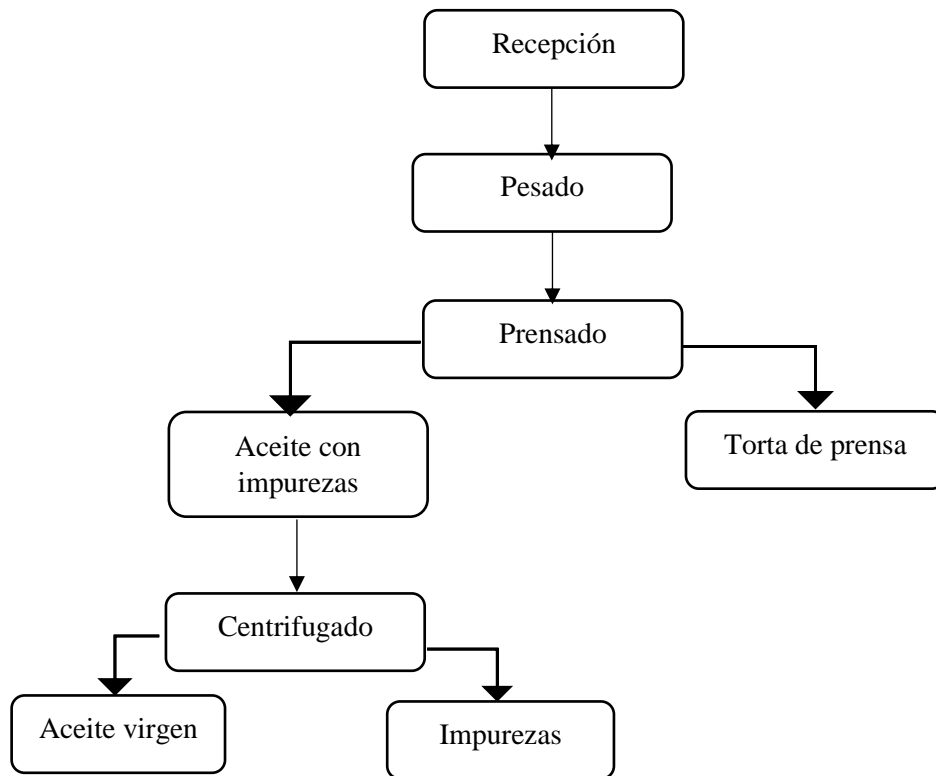 Recepción
Pesado
Prensado
Aceite con
impurezas
Torta de prensa
Centrifugado
Aceite virgen
Impurezas